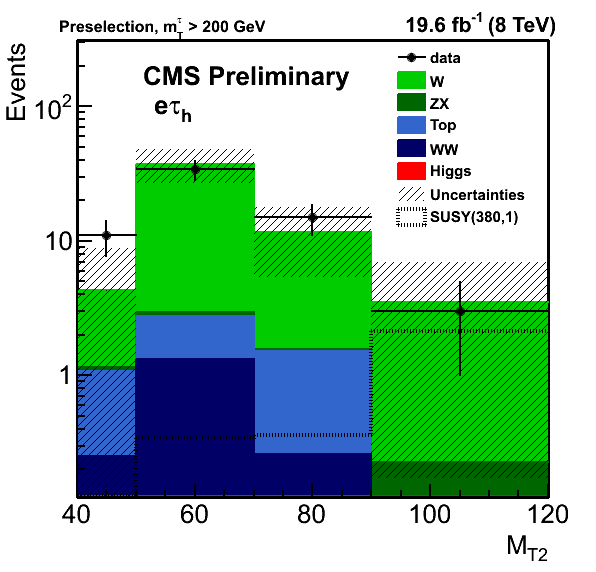 Preselection, m_T^τ > 200 GeV 19.6 fb⁻¹ (8 TeV)
Events
CMS Preliminary
eτ_h
data
W
ZX
Top
WW
Higgs
Uncertainties
SUSY(380,1)
10²
10
1
40 60 80 100 120
M_T2